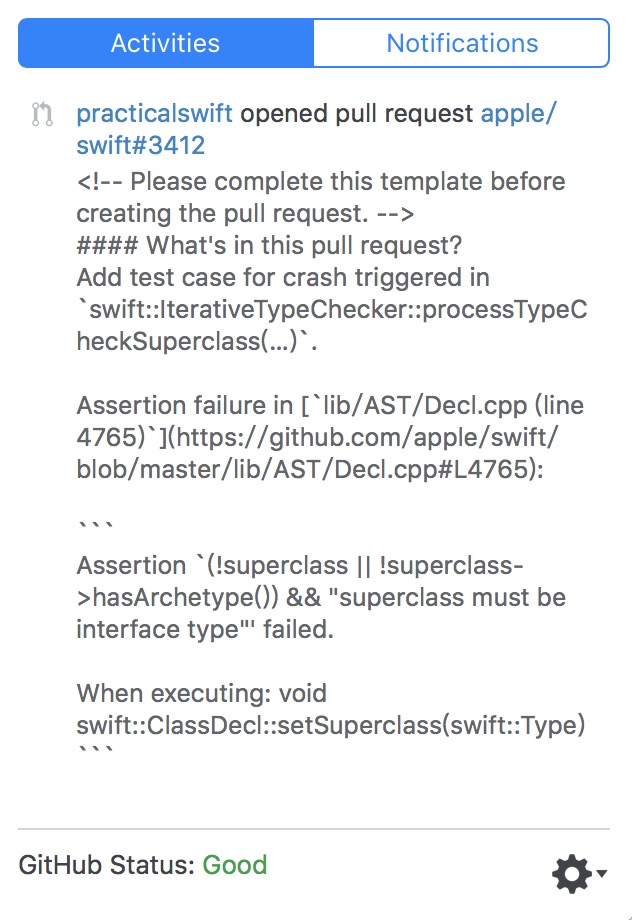 Activities
Notifications
practicalswift opened pull request apple/
swift#3412
<!-- Please complete this template before
creating the pull request. -->
#### What's in this pull request?
Add test case for crash triggered in
`swift::IterativeTypeChecker::processTypeC
heckSuperclass(…)`.
Assertion failure in [`lib/AST/Decl.cpp (line
4765)`](https://github.com/apple/swift/
blob/master/lib/AST/Decl.cpp#L4765):
```
Assertion `(!superclass || !superclass-
>hasArchetype()) && "superclass must be
interface type"' failed.
When executing: void
swift::ClassDecl::setSuperclass(swift::Type)
```
GitHub Status: Good